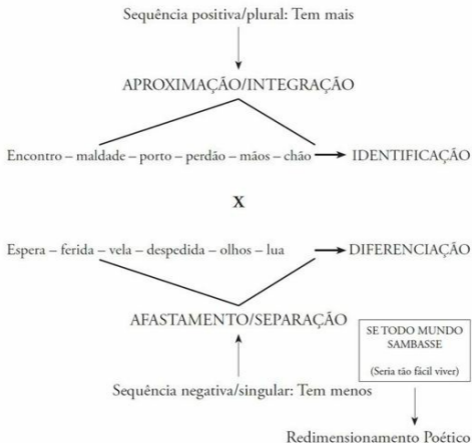 Sequência positiva/plural: Tem mais
APROXIMAÇÃO/INTEGRAÇÃO
Encontro – maldade – porto – perdão – mãos – chão IDENTIFICAÇÃO
X
Espera – ferida – vela – despedida – olhos – lua DIFERENCIAÇÃO
AFASTAMENTO/SEPARAÇÃO
SE TODO MUNDO
SAMBASSE
(Seria tão fácil viver)
Sequência negativa/singular: Tem menos
Redimensionamento Poético